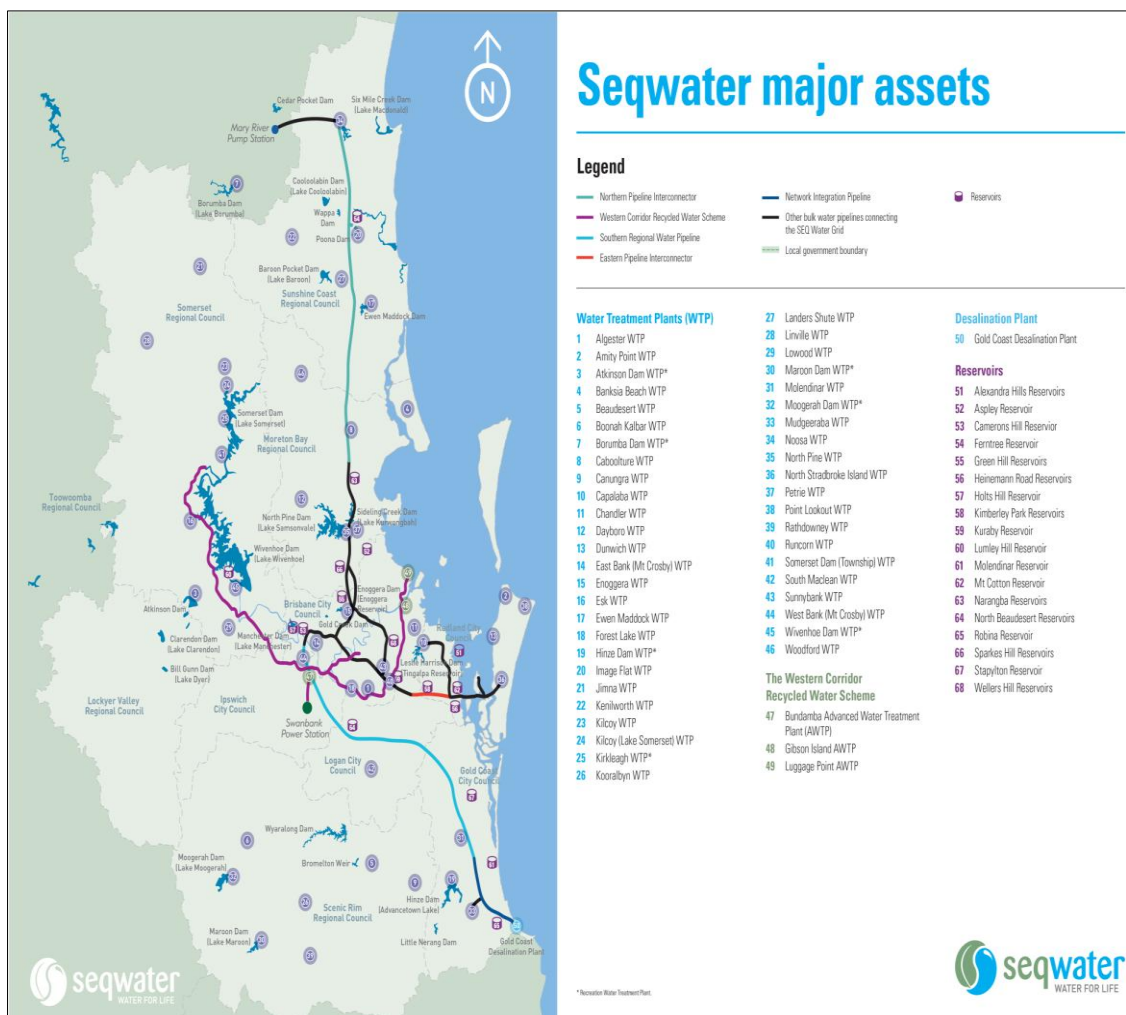 Seqwater major assets
Legend
Northern Pipeline Interconnector
Western Corridor Recycled Water Scheme
Southern Regional Water Pipeline
Eastern Pipeline Interconnector
Network Integration Pipeline
Other bulk water pipelines connecting
the SEQ Water Grid
Local government boundary
Reservoirs
Water Treatment Plants (WTP)
1 Algester WTP
2 Amity Point WTP
3 Atkinson Dam WTP*
4 Banksia Beach WTP
5 Beaudesert WTP
6 Boonah Kalbar WTP
7 Borumba Dam WTP*
8 Caboolture WTP
9 Canungra WTP
10 Capalaba WTP
11 Chandler WTP
12 Dayboro WTP
13 Dunwich WTP
14 East Bank (Mt Crosby) WTP
15 Enoggera WTP
16 Esk WTP
17 Ewen Maddock WTP
18 Forest Lake WTP
19 Hinze Dam WTP*
20 Image Flat WTP
21 Jimna WTP
22 Kenilworth WTP
23 Kilcoy WTP
24 Kilcoy (Lake Somerset) WTP
25 Kirkleagh WTP*
26 Kooralbyn WTP
27 Landers Shute WTP
28 Linville WTP
29 Lowood WTP
30 Maroon Dam WTP*
31 Molendinar WTP
32 Moogerah Dam WTP*
33 Mudgeeraba WTP
34 Noosa WTP
35 North Pine WTP
36 North Stradbroke Island WTP
37 Petrie WTP
38 Point Lookout WTP
39 Rathdowney WTP
40 Runcorn WTP
41 Somerset Dam (Township) WTP
42 South Maclean WTP
43 Sunnybank WTP
44 West Bank (Mt Crosby) WTP
45 Wivenhoe Dam WTP*
46 Woodford WTP
The Western Corridor
Recycled Water Scheme
47 Bundamba Advanced Water Treatment
Plant (AWTP)
48 Gibson Island AWTP
49 Luggage Point AWTP
Desalination Plant
50 Gold Coast Desalination Plant
Reservoirs
51 Alexandra Hills Reservoirs
52 Aspley Reservoir
53 Camerons Hill Reservior
54 Ferntree Reservoir
55 Green Hill Reservoirs
56 Heinemann Road Reservoirs
57 Holts Hill Reservoir
58 Kimberley Park Reservoirs
59 Kuraby Reservoir
60 Lumley Hill Reservoir
61 Molendinar Reservoir
62 Mt Cotton Reservoir
63 Narangba Reservoirs
64 North Beaudesert Reservoirs
65 Robina Reservoir
66 Sparkes Hill Reservoirs
67 Stapylton Reservoir
68 Wellers Hill Reservoirs
* Recreation Water Treatment Plant.
seqwater
WATER FOR LIFE
N
Cedar Pocket Dam
Six Mile Creek Dam
(Lake Macdonald)
Mary River
Pump Station
Cooloolabin Dam
(Lake Cooloolabin)
Borumba Dam
(Lake Borumba)
Wappa
Dam
Poona Dam
Baroon Pocket Dam
(Lake Baroon)
Sunshine Coast
Regional Council
Ewen Maddock Dam
Somerset
Regional Council
Somerset Dam
(Lake Somerset)
Moreton Bay
Regional Council
Toowoomba
Regional Council
North Pine Dam
(Lake Samsonvale)
Sideling Creek Dam
(Lake Kurwongbah)
Wivenhoe Dam
(Lake Wivenhoe)
Enoggera Dam
(Enoggera
Reservoir)
Atkinson Dam
Brisbane City
Council
Gold Creek Dam
Redland City
Council
Clarendon Dam
(Lake Clarendon)
Manchester Dam
(Lake Manchester)
Leslie Harrison Dam
(Tingalpa Reservoir)
Bill Gunn Dam
(Lake Dyer)
Lockyer Valley
Regional Council
Ipswich
City Council
Swanbank
Power Station
Logan City
Council
Gold Coast
City Council
Wyaralong Dam
Moogerah Dam
(Lake Moogerah)
Bromelton Weir
Hinze Dam
(Advancetown Lake)
Scenic Rim
Regional Council
Maroon Dam
(Lake Maroon)
Little Nerang Dam
Gold Coast
Desalination Plant
seqwater
WATER FOR LIFE